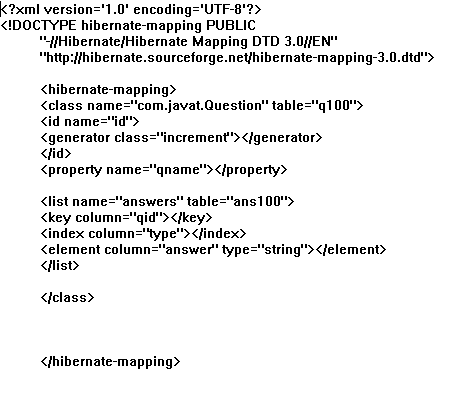 <?xml version='1.0' encoding='UTF-8'?>
<!DOCTYPE hibernate-mapping PUBLIC
"-//Hibernate/Hibernate Mapping DTD 3.0//EN"
"http://hibernate.sourceforge.net/hibernate-mapping-3.0.dtd">
<hibernate-mapping>
<class name="com.javat.Question" table="q100">
<id name="id">
<generator class="increment"></generator>
</id>
<property name="qname"></property>
<list name="answers" table="ans100">
<key column="qid"></key>
<index column="type"></index>
<element column="answer" type="string"></element>
</list>
</class>
</hibernate-mapping>